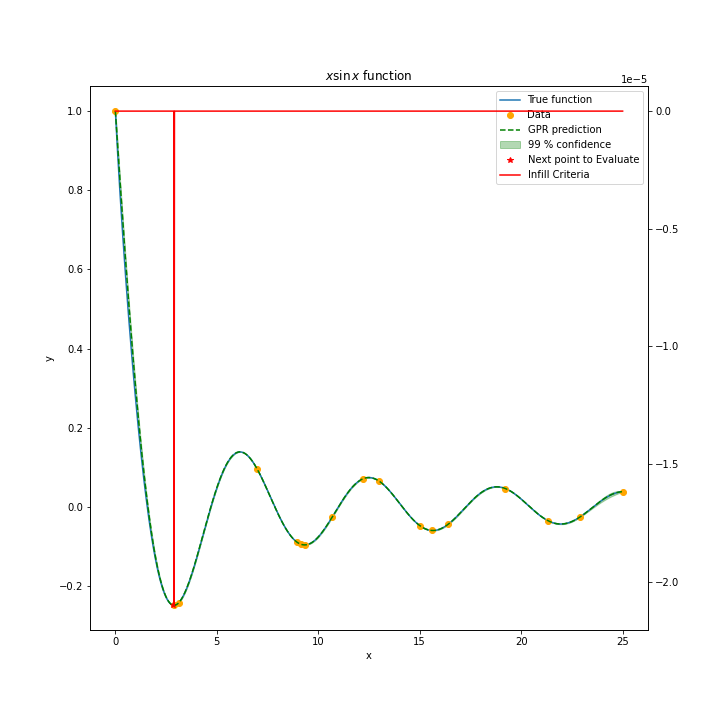 x sin x function
1e−5
1.0
0.8
0.6
0.4
0.2
0.0
−0.2
y
0.0
−0.5
−1.0
−1.5
−2.0
True function
Data
GPR prediction
99 % confidence
Next point to Evaluate
Infill Criteria
0 5 10 15 20 25
x